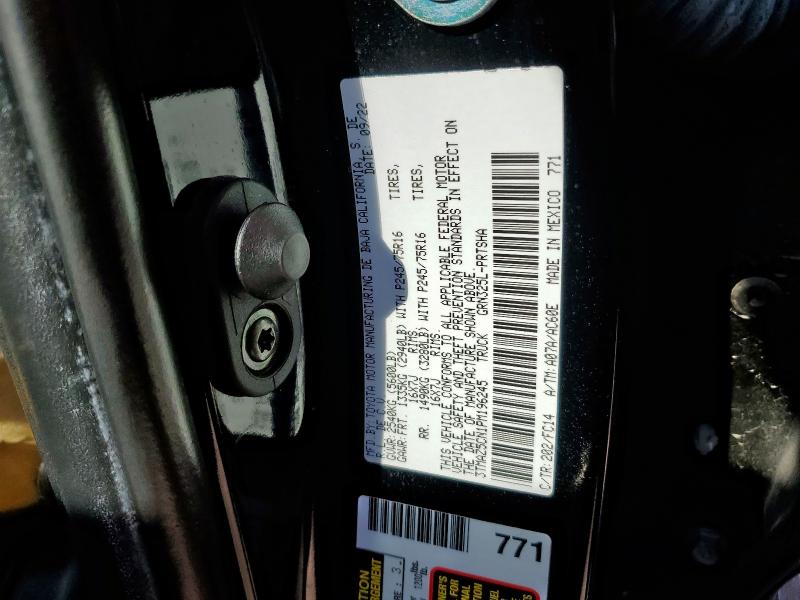 MFD BY:TOYOTA MOTOR MANUFACTURING DE BAJA CALIFORNIA, S. DE
R.L. DE C.V. DATE: 09/22
GVWR:2540KG (5600LB)
GAWR:FRT. 1335KG (2940LB) WITH P245/75R16 TIRES,
16X7J RIMS
RR. 1490KG (3280LB) WITH P245/75R16 TIRES,
16X7J RIMS.
THIS VEHICLE CONFORMS TO ALL APPLICABLE FEDERAL MOTOR
VEHICLE SAFETY AND THEFT PREVENTION STANDARDS IN EFFECT ON
THE DATE OF MANUFACTURE SHOWN ABOVE.
3TMAZ5CN1PM196245 TRUCK GRN325L-PRTSHA
C/TR:202/FC14 A/TM:A07A/AC60E MADE IN MEXICO 771
771
1200lbs.